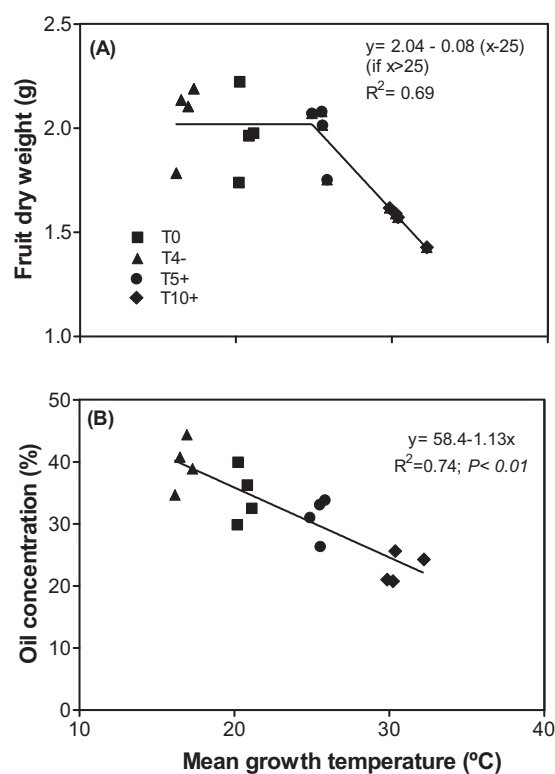 (A)
y= 2.04 - 0.08 (x-25)
(if x>25)
R²= 0.69
Fruit dry weight (g)
2.5
2.0
1.5
1.0
T0
T4-
T5+
T10+
(B)
y= 58.4-1.13x
R²=0.74; P< 0.01
Oil concentration (%)
50
40
30
20
10
0
10 20 30 40
Mean growth temperature (ºC)